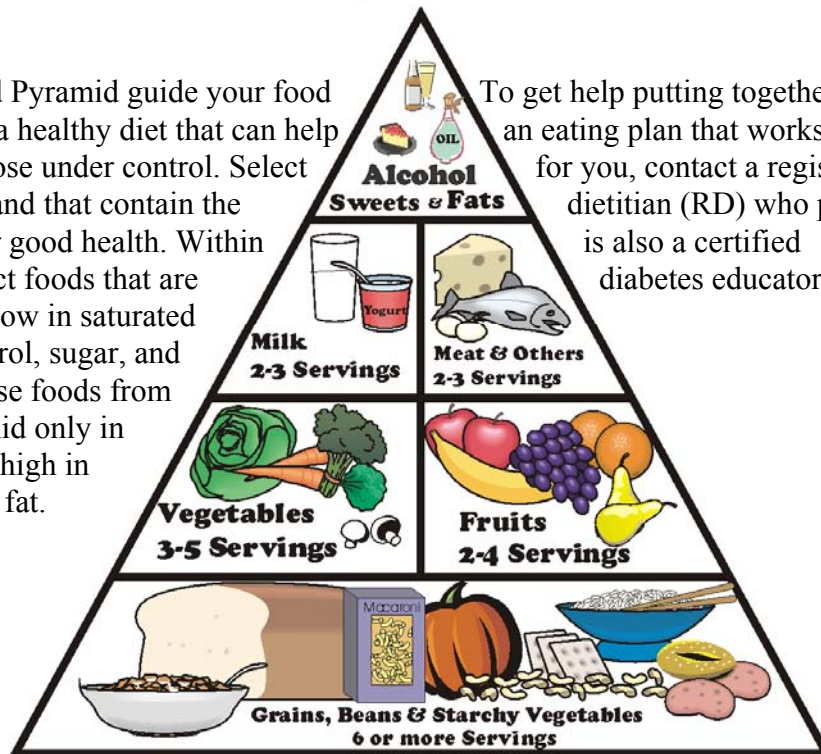 d Pyramid guide your food
a healthy diet that can help
ose under control. Select
and that contain the
good health. Within
ct foods that are
ow in saturated
rol, sugar, and
se foods from
id only in
high in
fat.
To get help putting togethe
an eating plan that works
for you, contact a regis
dietitian (RD) who p
is also a certified
diabetes educator
OIL
Alcohol
Sweets & Fats
Yogurt
Milk
2-3 Servings
Meat & Others
2-3 Servings
Vegetables
3-5 Servings
Fruits
2-4 Servings
Macaroni
Grains, Beans & Starchy Vegetables
6 or more Servings